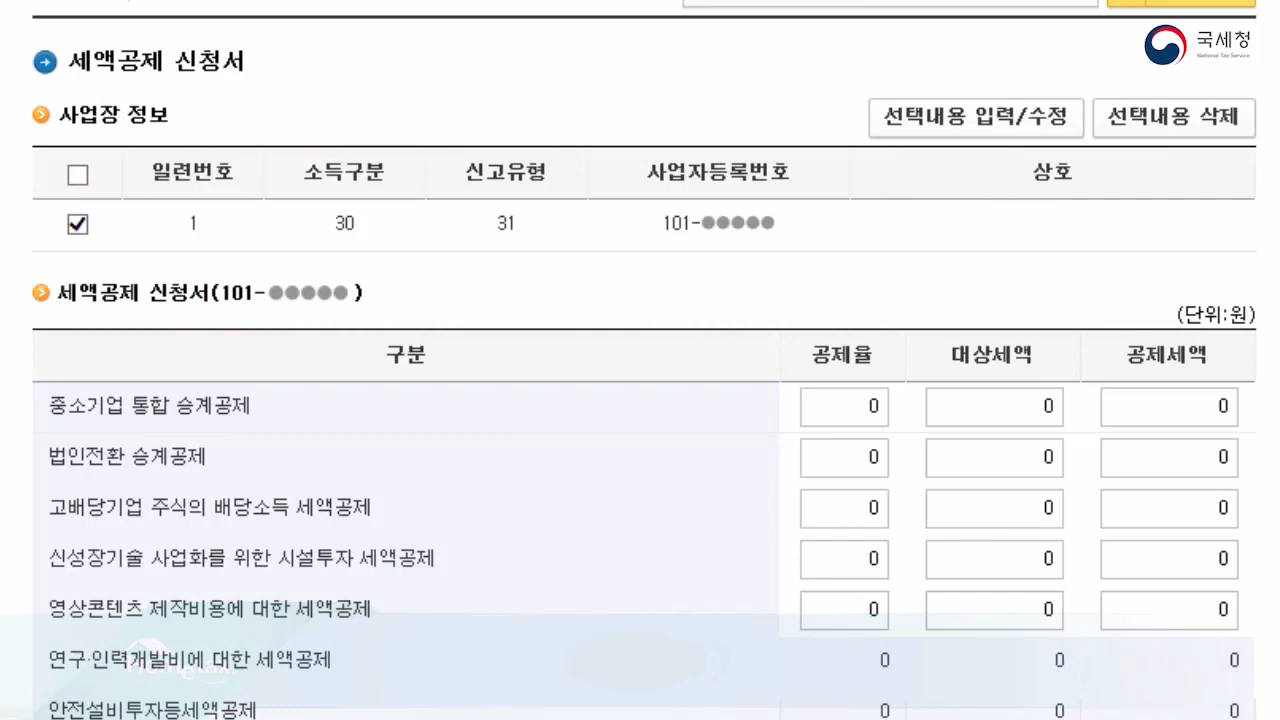 국세청
National Tax Service
세액공제 신청서
사업장 정보
선택내용 입력/수정 선택내용 삭제
일련번호 소득구분 신고유형 사업자등록번호 상호
1 30 31 101-●●●●●
세액공제 신청서(101-●●●●●)
(단위:원)
구분 공제율 대상세액 공제세액
중소기업 통합 승계공제 0 0 0
법인전환 승계공제 0 0 0
고배당기업 주식의 배당소득 세액공제 0 0 0
신성장기술 사업화를 위한 시설투자 세액공제 0 0 0
영상콘텐츠 제작비용에 대한 세액공제 0 0 0
연구·인력개발비에 대한 세액공제 0 0 0
안전설비투자등세액공제 0 0 0